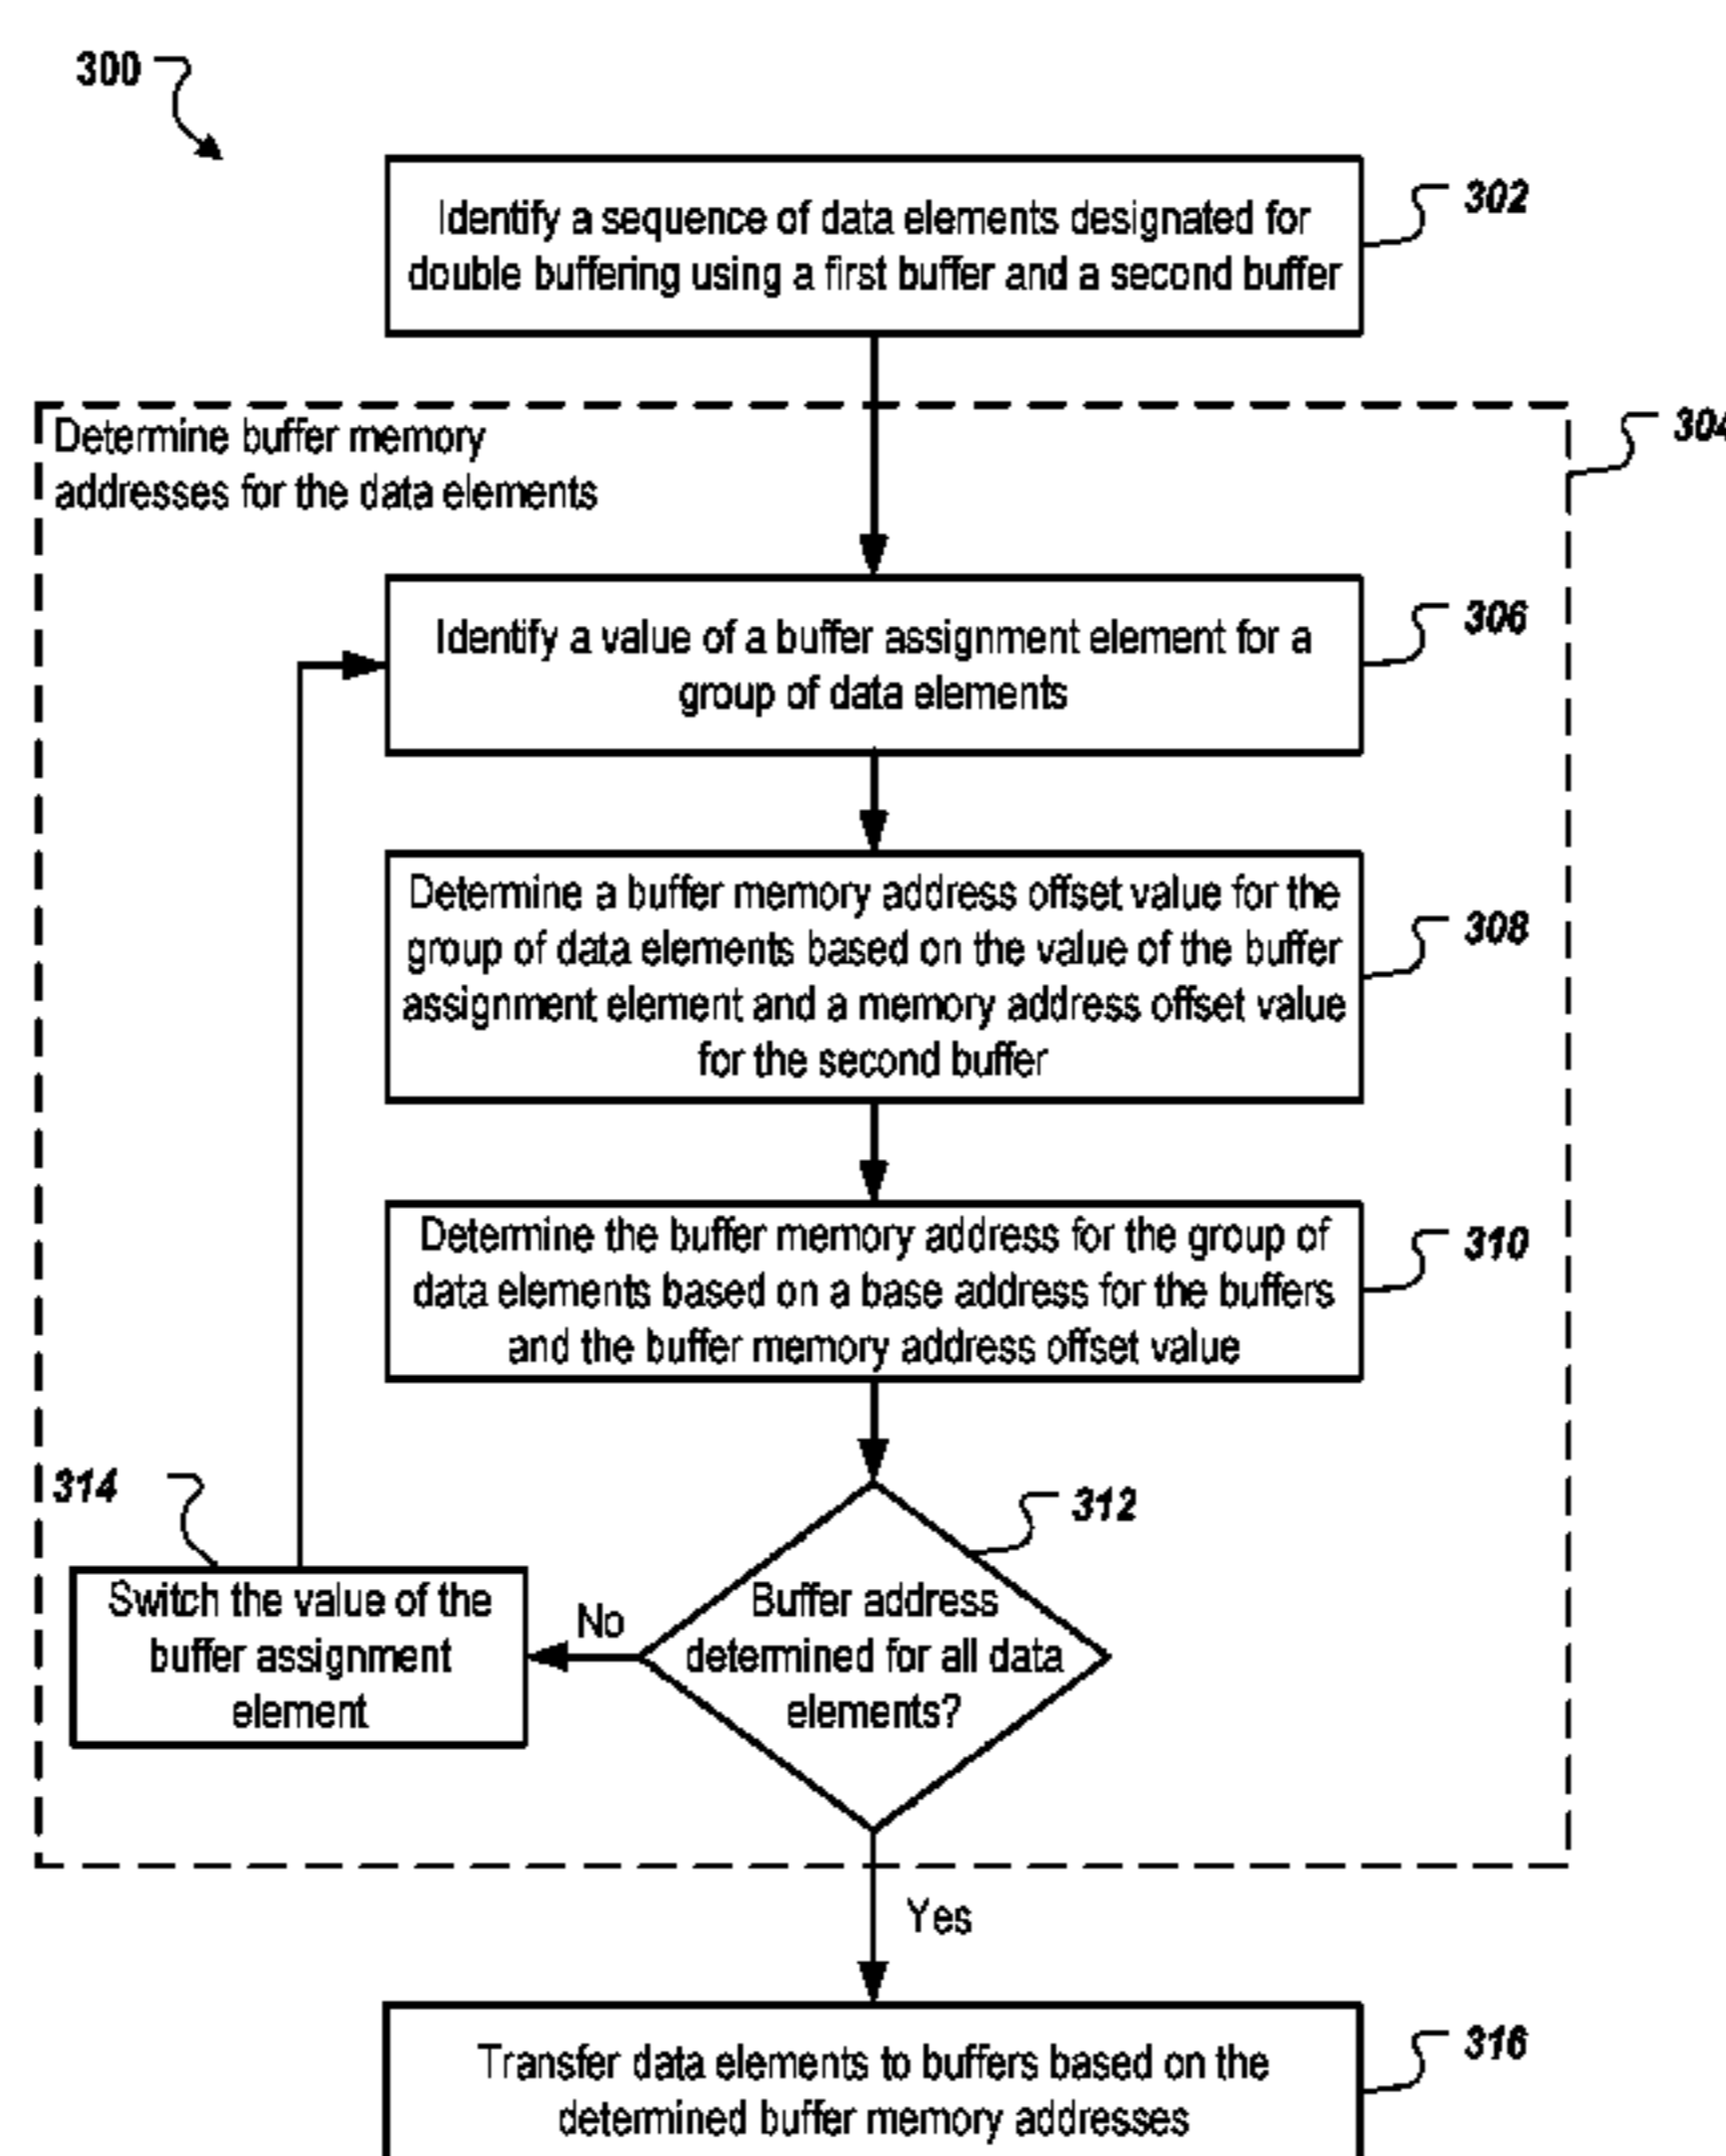 300
Identify a sequence of data elements designated for
double buffering using a first buffer and a second buffer
302
Determine buffer memory
addresses for the data elements
304
Identify a value of a buffer assignment element for a
group of data elements
306
Determine a buffer memory address offset value for the
group of data elements based on the value of the buffer
assignment element and a memory address offset value
for the second buffer
308
Determine the buffer memory address for the group of
data elements based on a base address for the buffers
and the buffer memory address offset value
310
314
312
Switch the value of the
buffer assignment
element
No
Buffer address
determined for all data
elements?
Yes
Transfer data elements to buffers based on the
determined buffer memory addresses
316